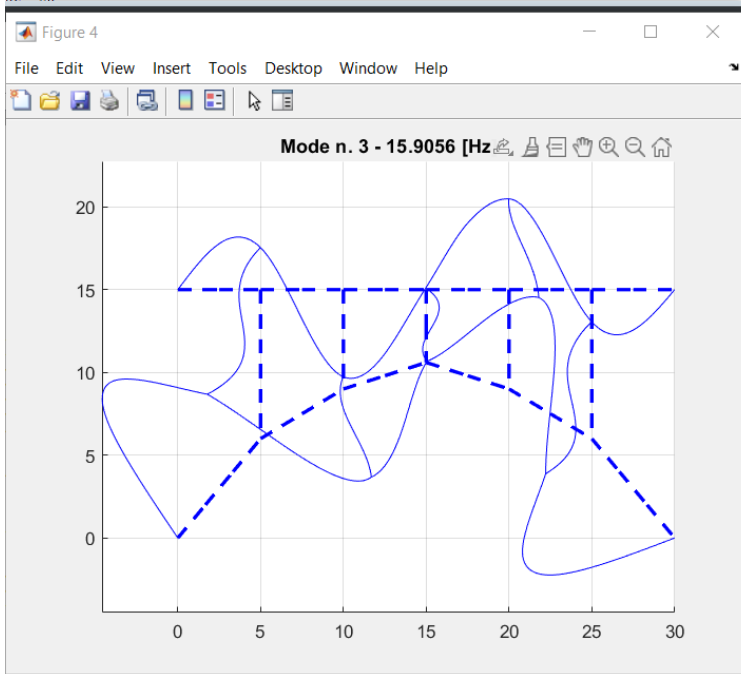 Figure 4
File Edit View Insert Tools Desktop Window Help
Mode n. 3 - 15.9056 [Hz
20
15
10
5
0
0 5 10 15 20 25 30